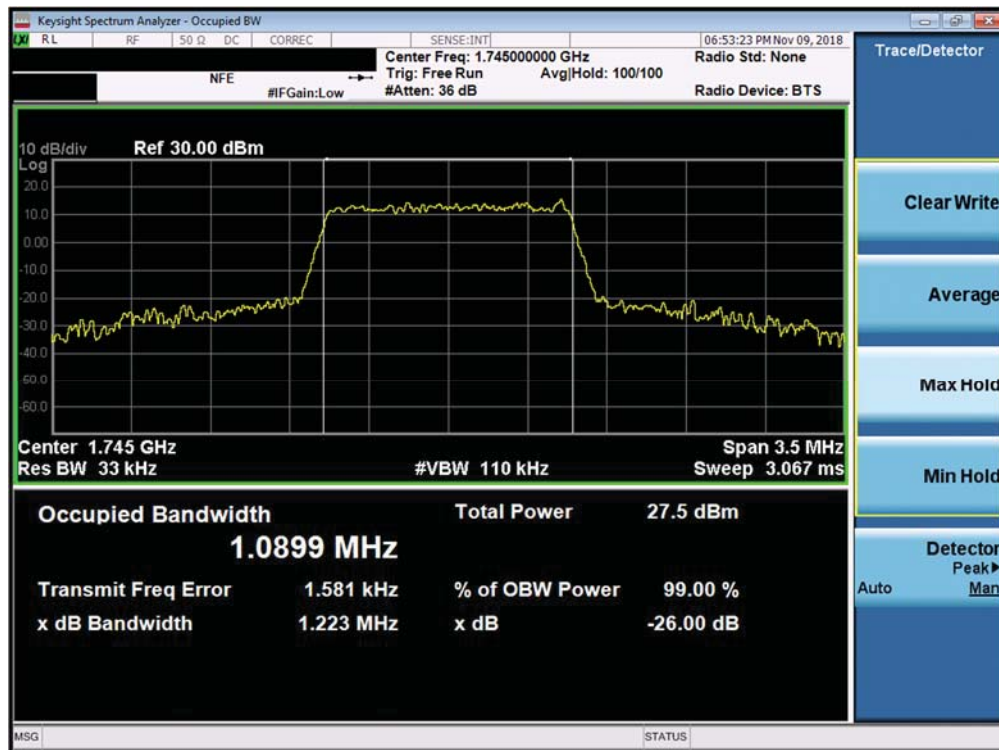 Keysight Spectrum Analyzer - Occupied BW
RL RF 50 Ω DC CORREC SENSE:INT 06:53:23 PM Nov 09, 2018
Center Freq: 1.745000000 GHz Radio Std: None
NFE Trig: Free Run Avg|Hold: 100/100
#IFGain:Low #Atten: 36 dB Radio Device: BTS
Trace/Detector
10 dB/div Ref 30.00 dBm
Log
20.0
10.0
0.00
-10.0
-20.0
-30.0
-40.0
-50.0
-60.0
Center 1.745 GHz Span 3.5 MHz
Res BW 33 kHz #VBW 110 kHz Sweep 3.067 ms
Occupied Bandwidth Total Power 27.5 dBm
1.0899 MHz
Transmit Freq Error 1.581 kHz % of OBW Power 99.00 %
x dB Bandwidth 1.223 MHz x dB -26.00 dB
Clear Write
Average
Max Hold
Min Hold
Detector
Peak▶
Auto Man
MSG STATUS